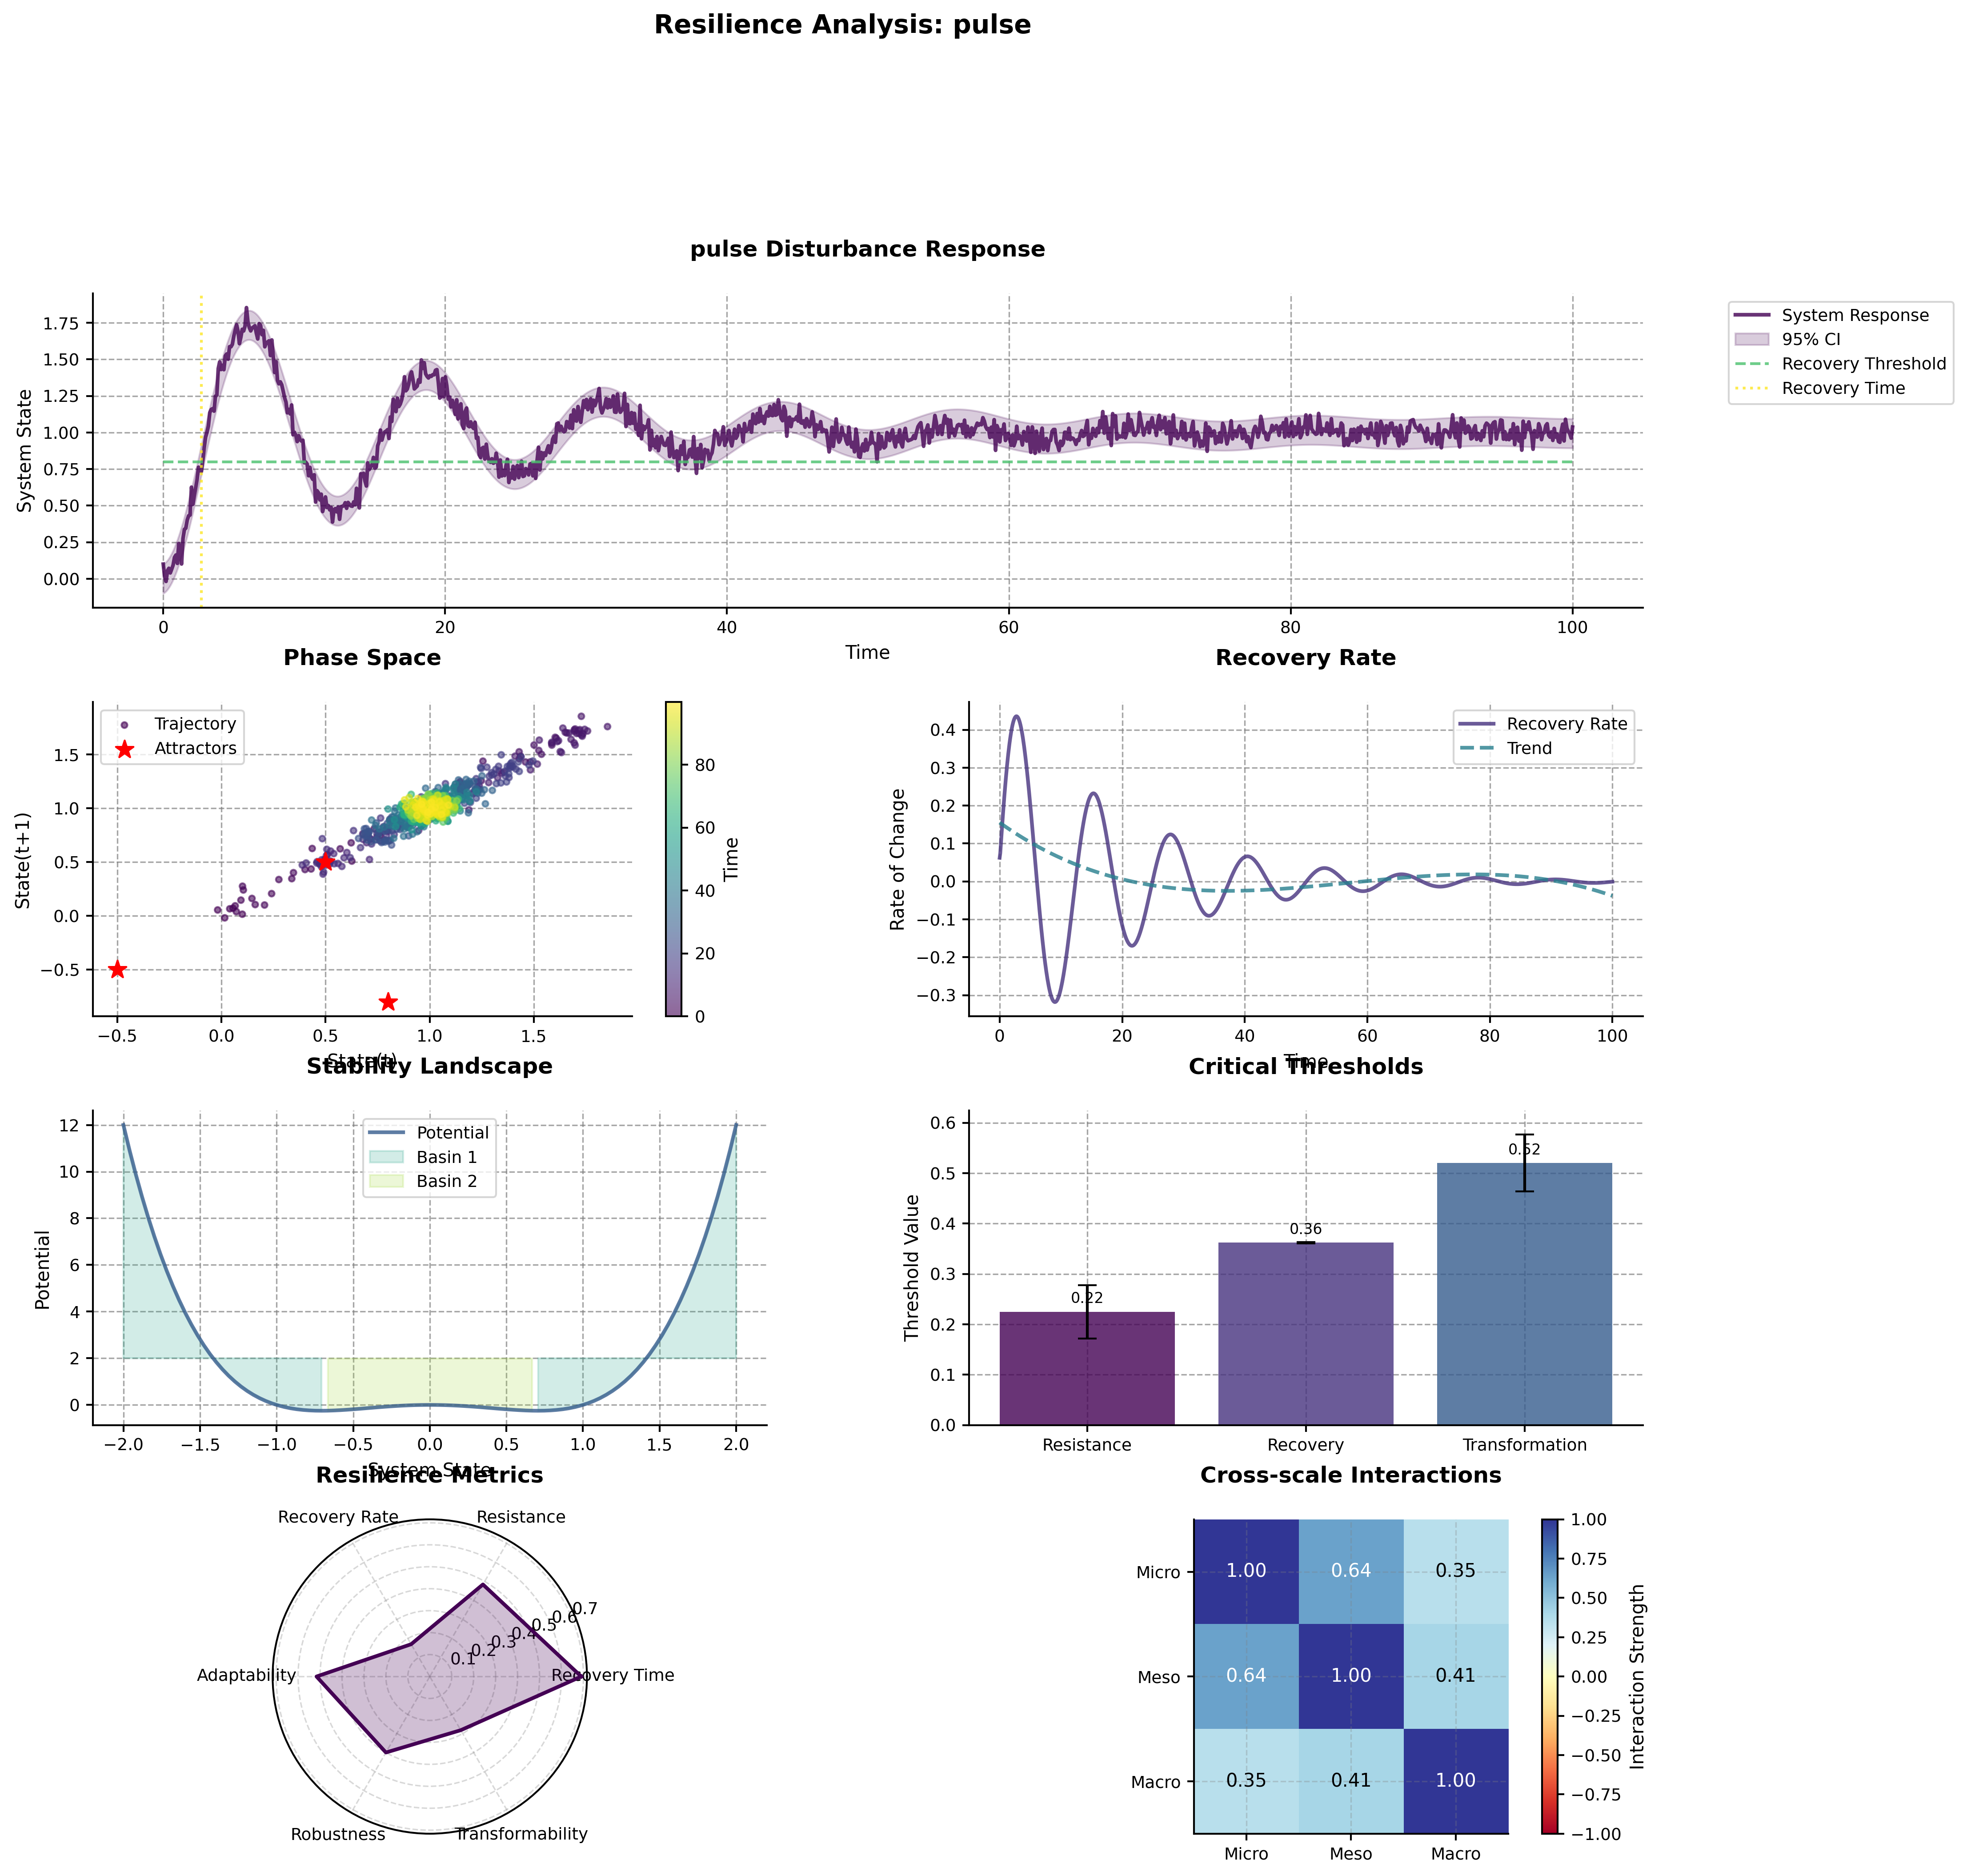 Resilience Analysis: pulse
pulse Disturbance Response
System State
1.75
1.50
1.25
1.00
0.75
0.50
0.25
0.00
0 20 40 60 80 100
Time
System Response
95% CI
Recovery Threshold
Recovery Time
Phase Space
State(t+1)
1.5
1.0
0.5
0.0
−0.5
−0.5 0.0 0.5 1.0 1.5
State(t)
Trajectory
Attractors
80
60
40
20
0
Time
Recovery Rate
Rate of Change
0.4
0.3
0.2
0.1
0.0
−0.1
−0.2
−0.3
0 20 40 60 80 100
Time
Recovery Rate
Trend
Stability Landscape
Potential
12
10
8
6
4
2
0
−2.0 −1.5 −1.0 −0.5 0.0 0.5 1.0 1.5 2.0
System State
Potential
Basin 1
Basin 2
Critical Thresholds
Threshold Value
0.6
0.5
0.4
0.3
0.2
0.1
0.0
0.22
0.36
0.52
Resistance Recovery Transformation
Resilience Metrics
Recovery Rate Resistance
Adaptability
Recovery Time
Robustness Transformability
0.1
0.2
0.3
0.4
0.5
0.6
0.7
Cross-scale Interactions
Micro 1.00 0.64 0.35
Meso 0.64 1.00 0.41
Macro 0.35 0.41 1.00
Micro Meso Macro
1.00
0.75
0.50
0.25
0.00
−0.25
−0.50
−0.75
−1.00
Interaction Strength